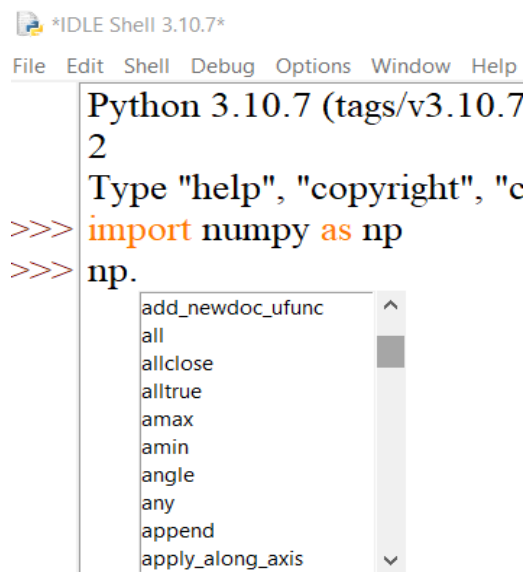 *IDLE Shell 3.10.7*
File Edit Shell Debug Options Window Help
Python 3.10.7 (tags/v3.10.7
2
Type "help", "copyright", "c
>>> import numpy as np
>>> np.
add_newdoc_ufunc
all
allclose
alltrue
amax
amin
angle
any
append
apply_along_axis